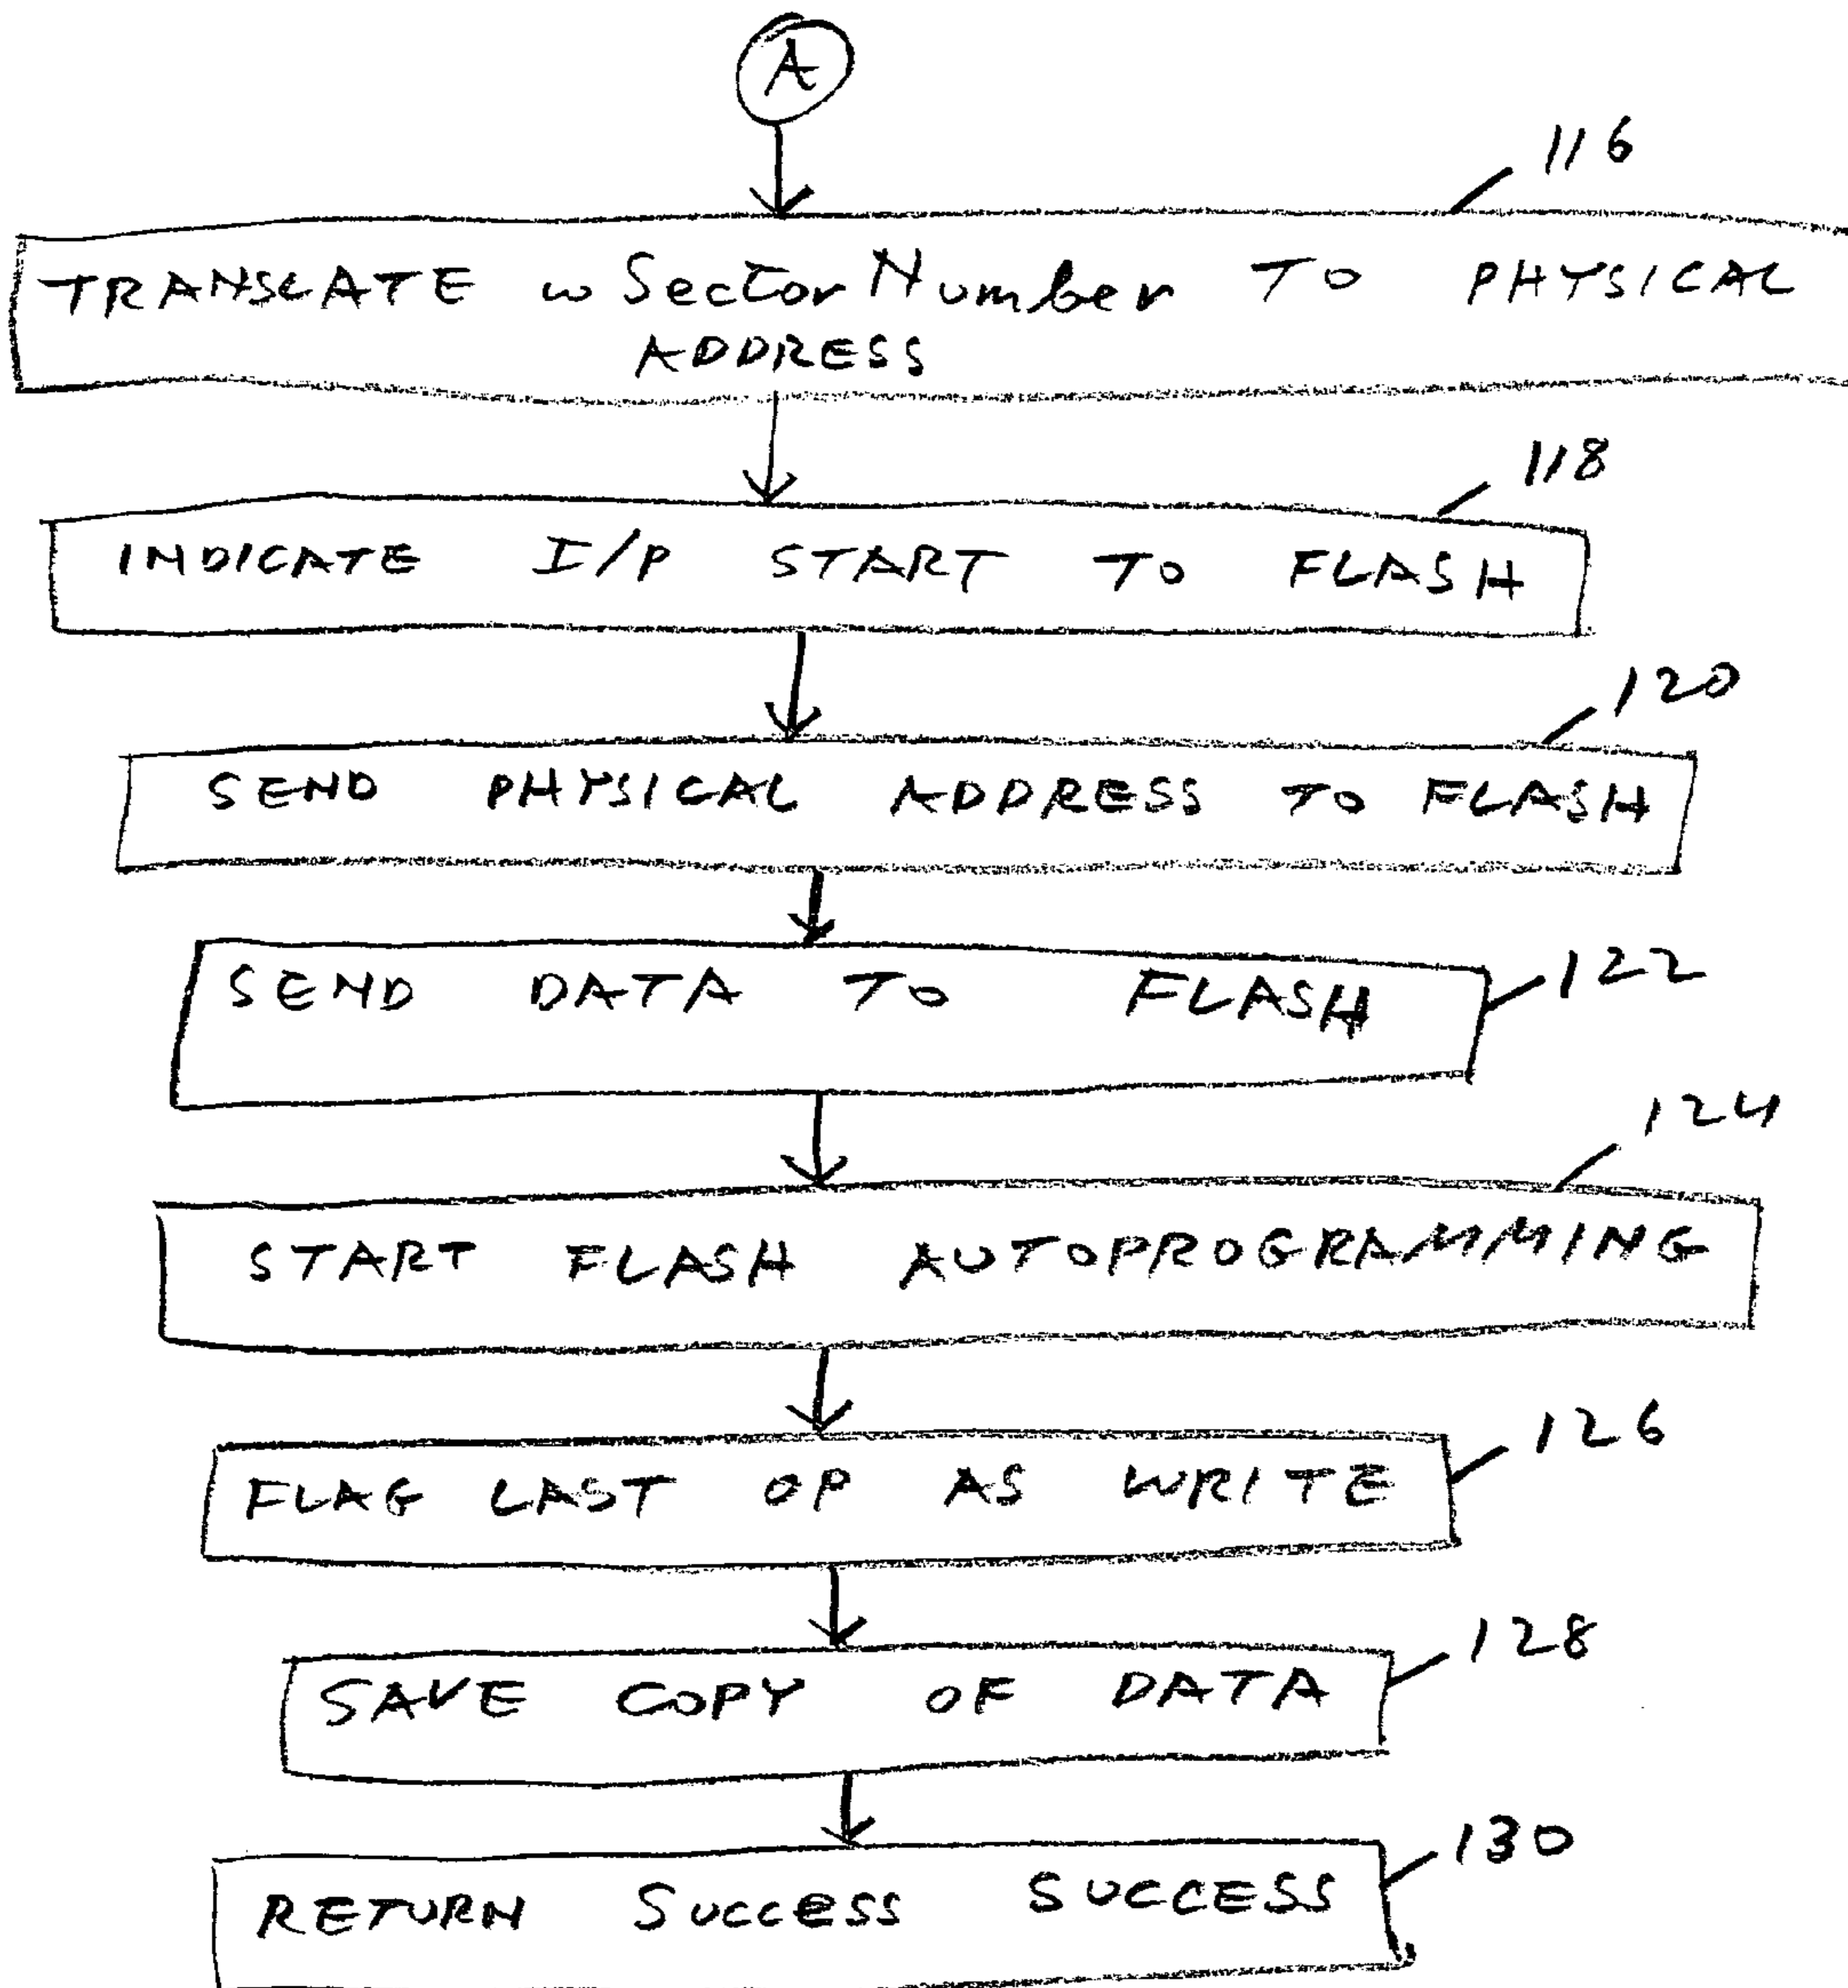 A
116
TRANSLATE wSectorNumber TO PHYSICAL
ADDRESS
118
INDICATE I/P START TO FLASH
120
SEND PHYSICAL ADDRESS TO FLASH
SEND DATA TO FLASH 122
124
START FLASH AUTOPROGRAMMING
FLAG LAST OP AS WRITE 126
SAVE COPY OF DATA 128
RETURN Success SUCCESS 130